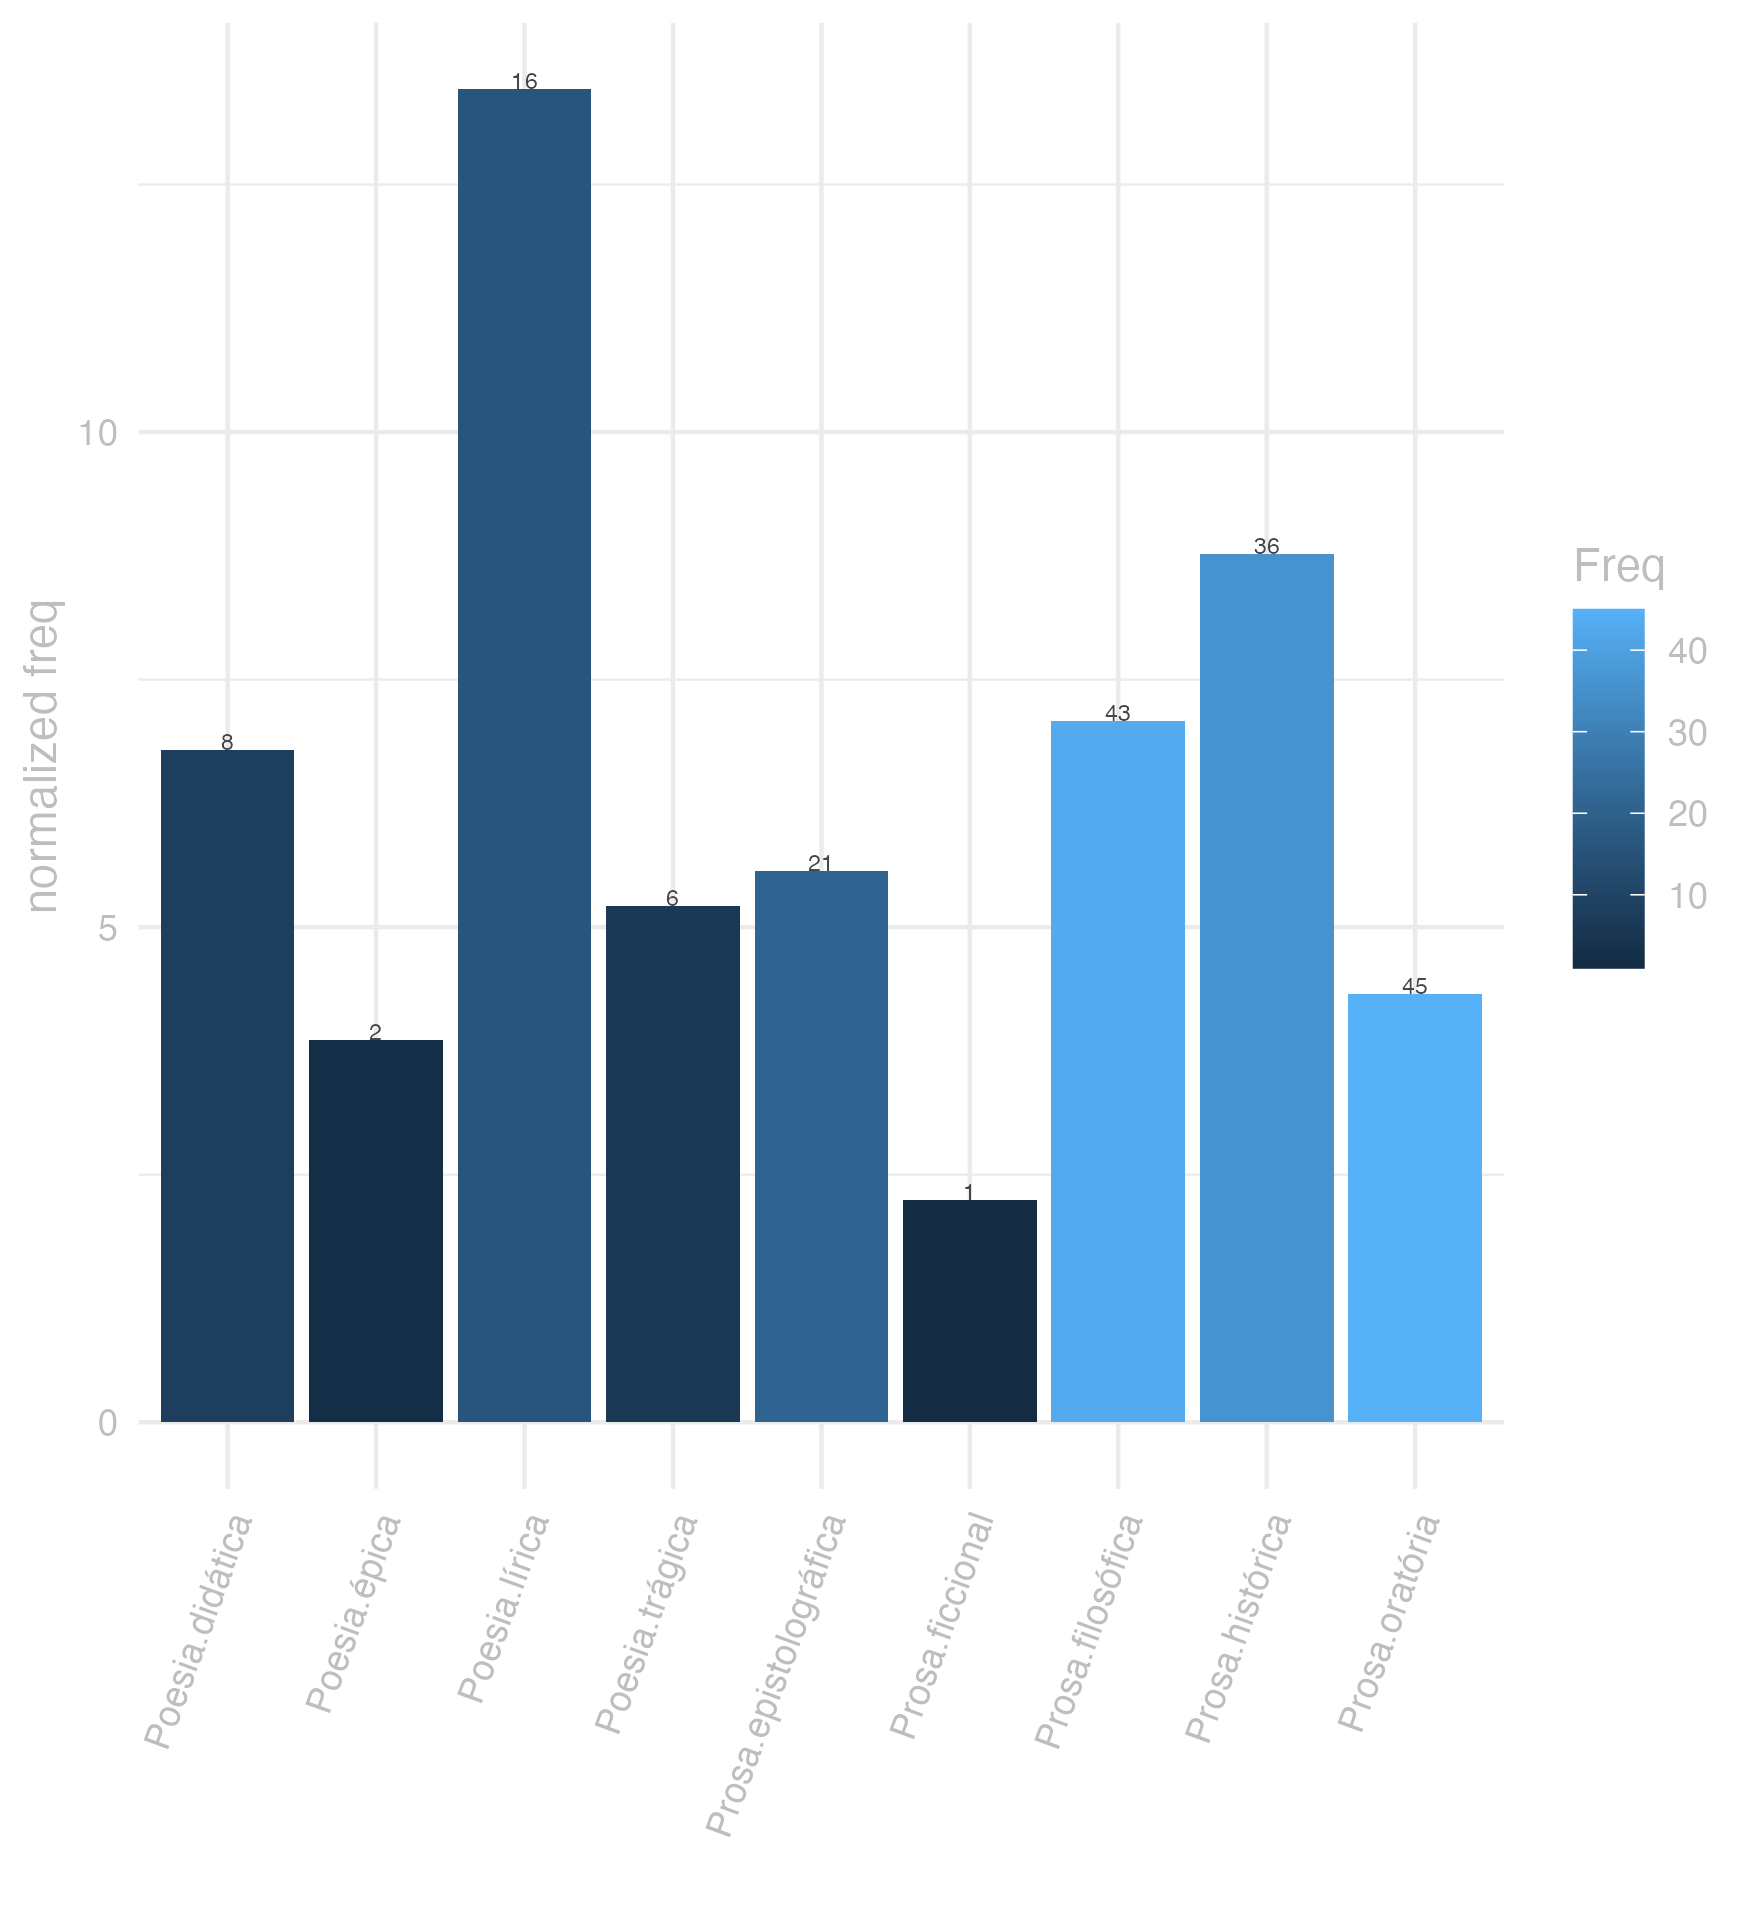 normalized freq
10
5
0
8
2
16
6
21
1
43
36
45
Poesia.didática
Poesia.épica
Poesia.lírica
Poesia.trágica
Prosa.epistolográfica
Prosa.ficcional
Prosa.filosófica
Prosa.histórica
Prosa.oratória
Freq
40
30
20
10